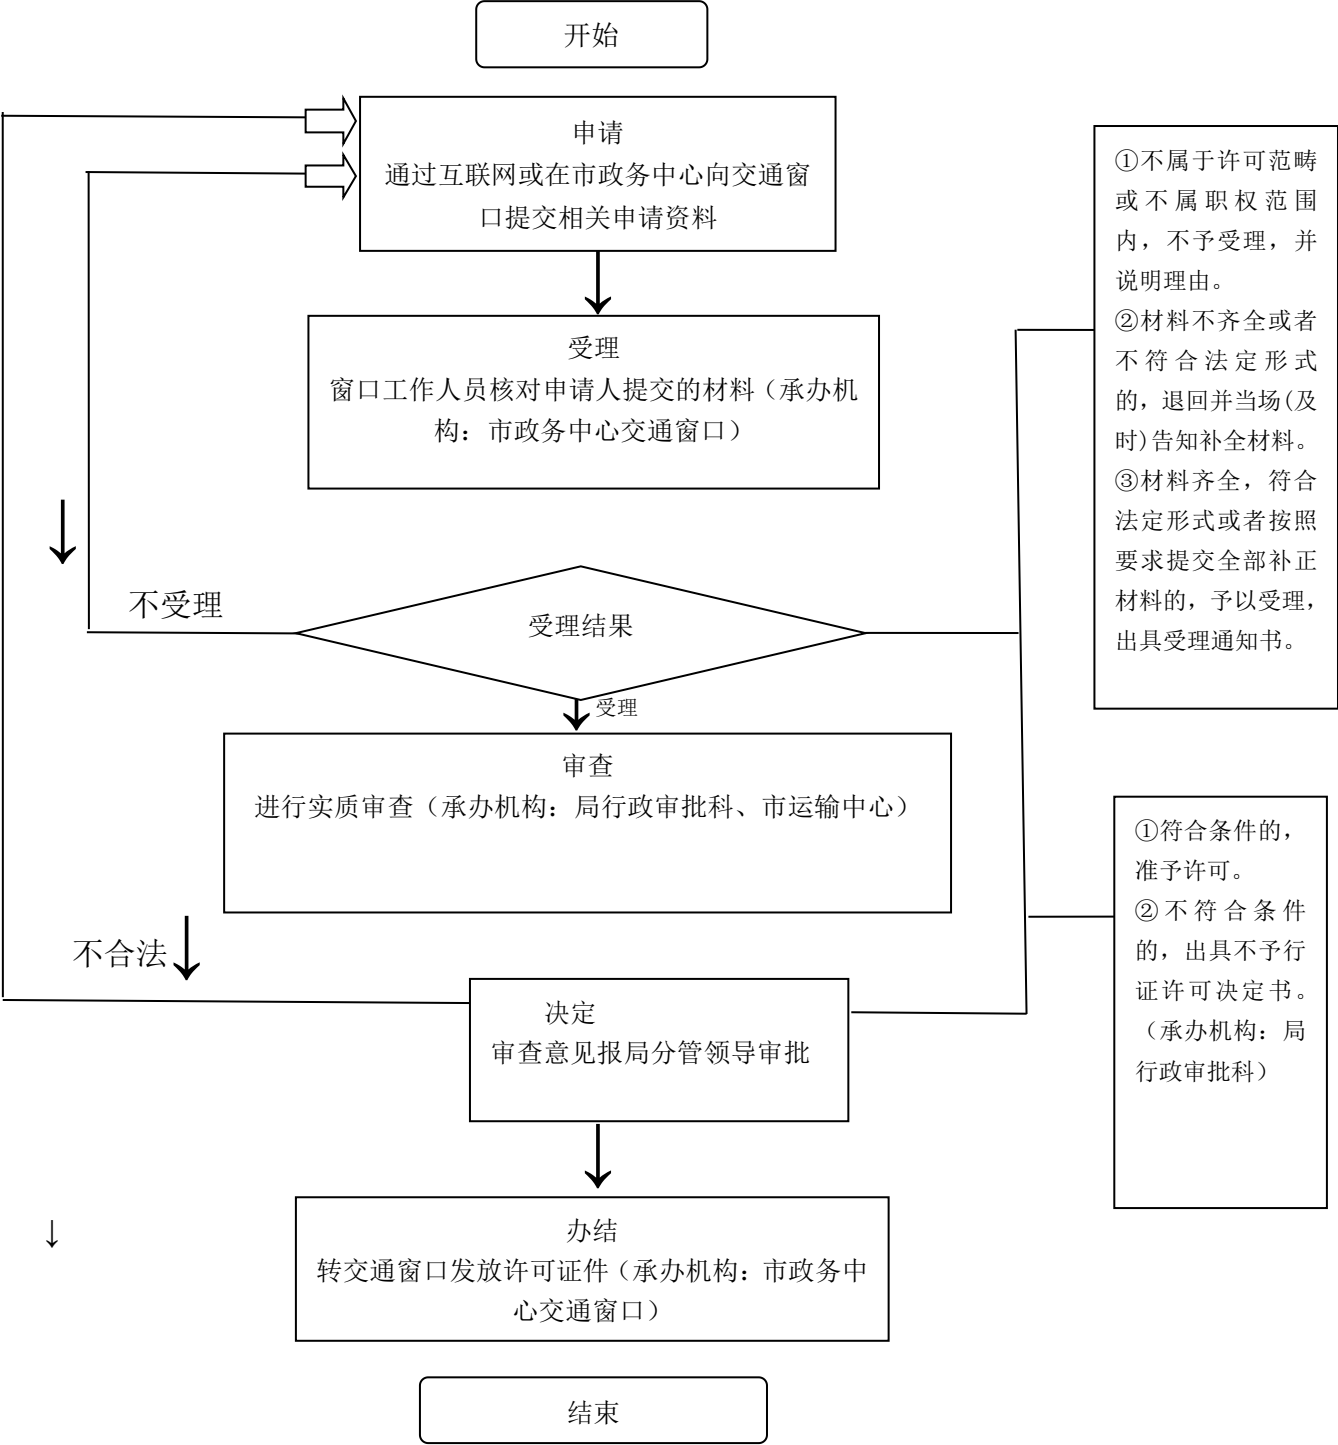 开始
申请
通过互联网或在市政务中心向交通窗
口提交相关申请资料
受理
窗口工作人员核对申请人提交的材料（承办机
构：市政务中心交通窗口）
不受理
受理结果
受理
审查
进行实质审查（承办机构：局行政审批科、市运输中心）
不合法
决定
审查意见报局分管领导审批
办结
转交通窗口发放许可证件（承办机构：市政务中
心交通窗口）
结束
①不属于许可范畴
或不属职权范围
内，不予受理，并
说明理由。
②材料不齐全或者
不符合法定形式
的，退回并当场(及
时)告知补全材料。
③材料齐全，符合
法定形式或者按照
要求提交全部补正
材料的，予以受理，
出具受理通知书。
①符合条件的，
准予许可。
②不符合条件
的，出具不予行
证许可决定书。
（承办机构：局
行政审批科）